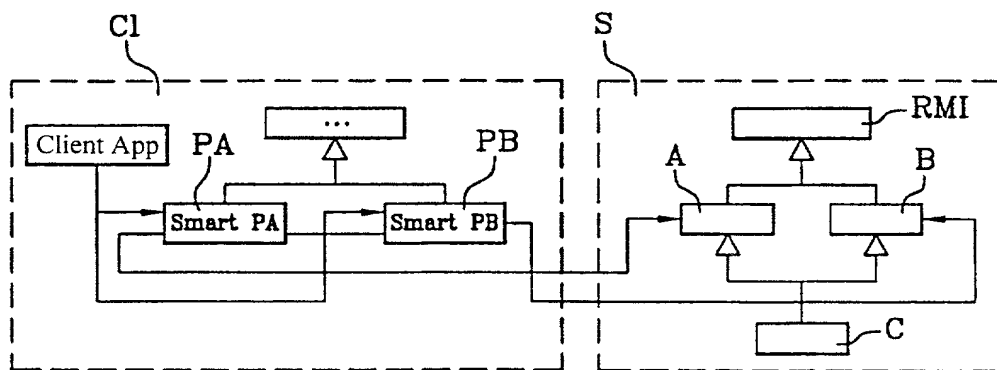 Cl
S
...
RMI
Client App
PA
PB
A
B
Smart PA
Smart PB
C